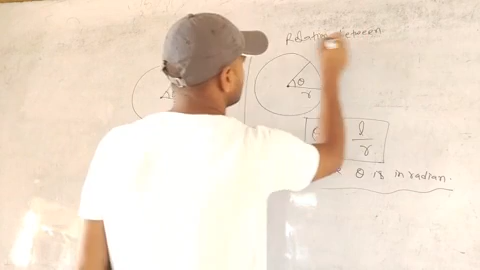 Relation between
θ
r
θ l
r
θ is in radian.